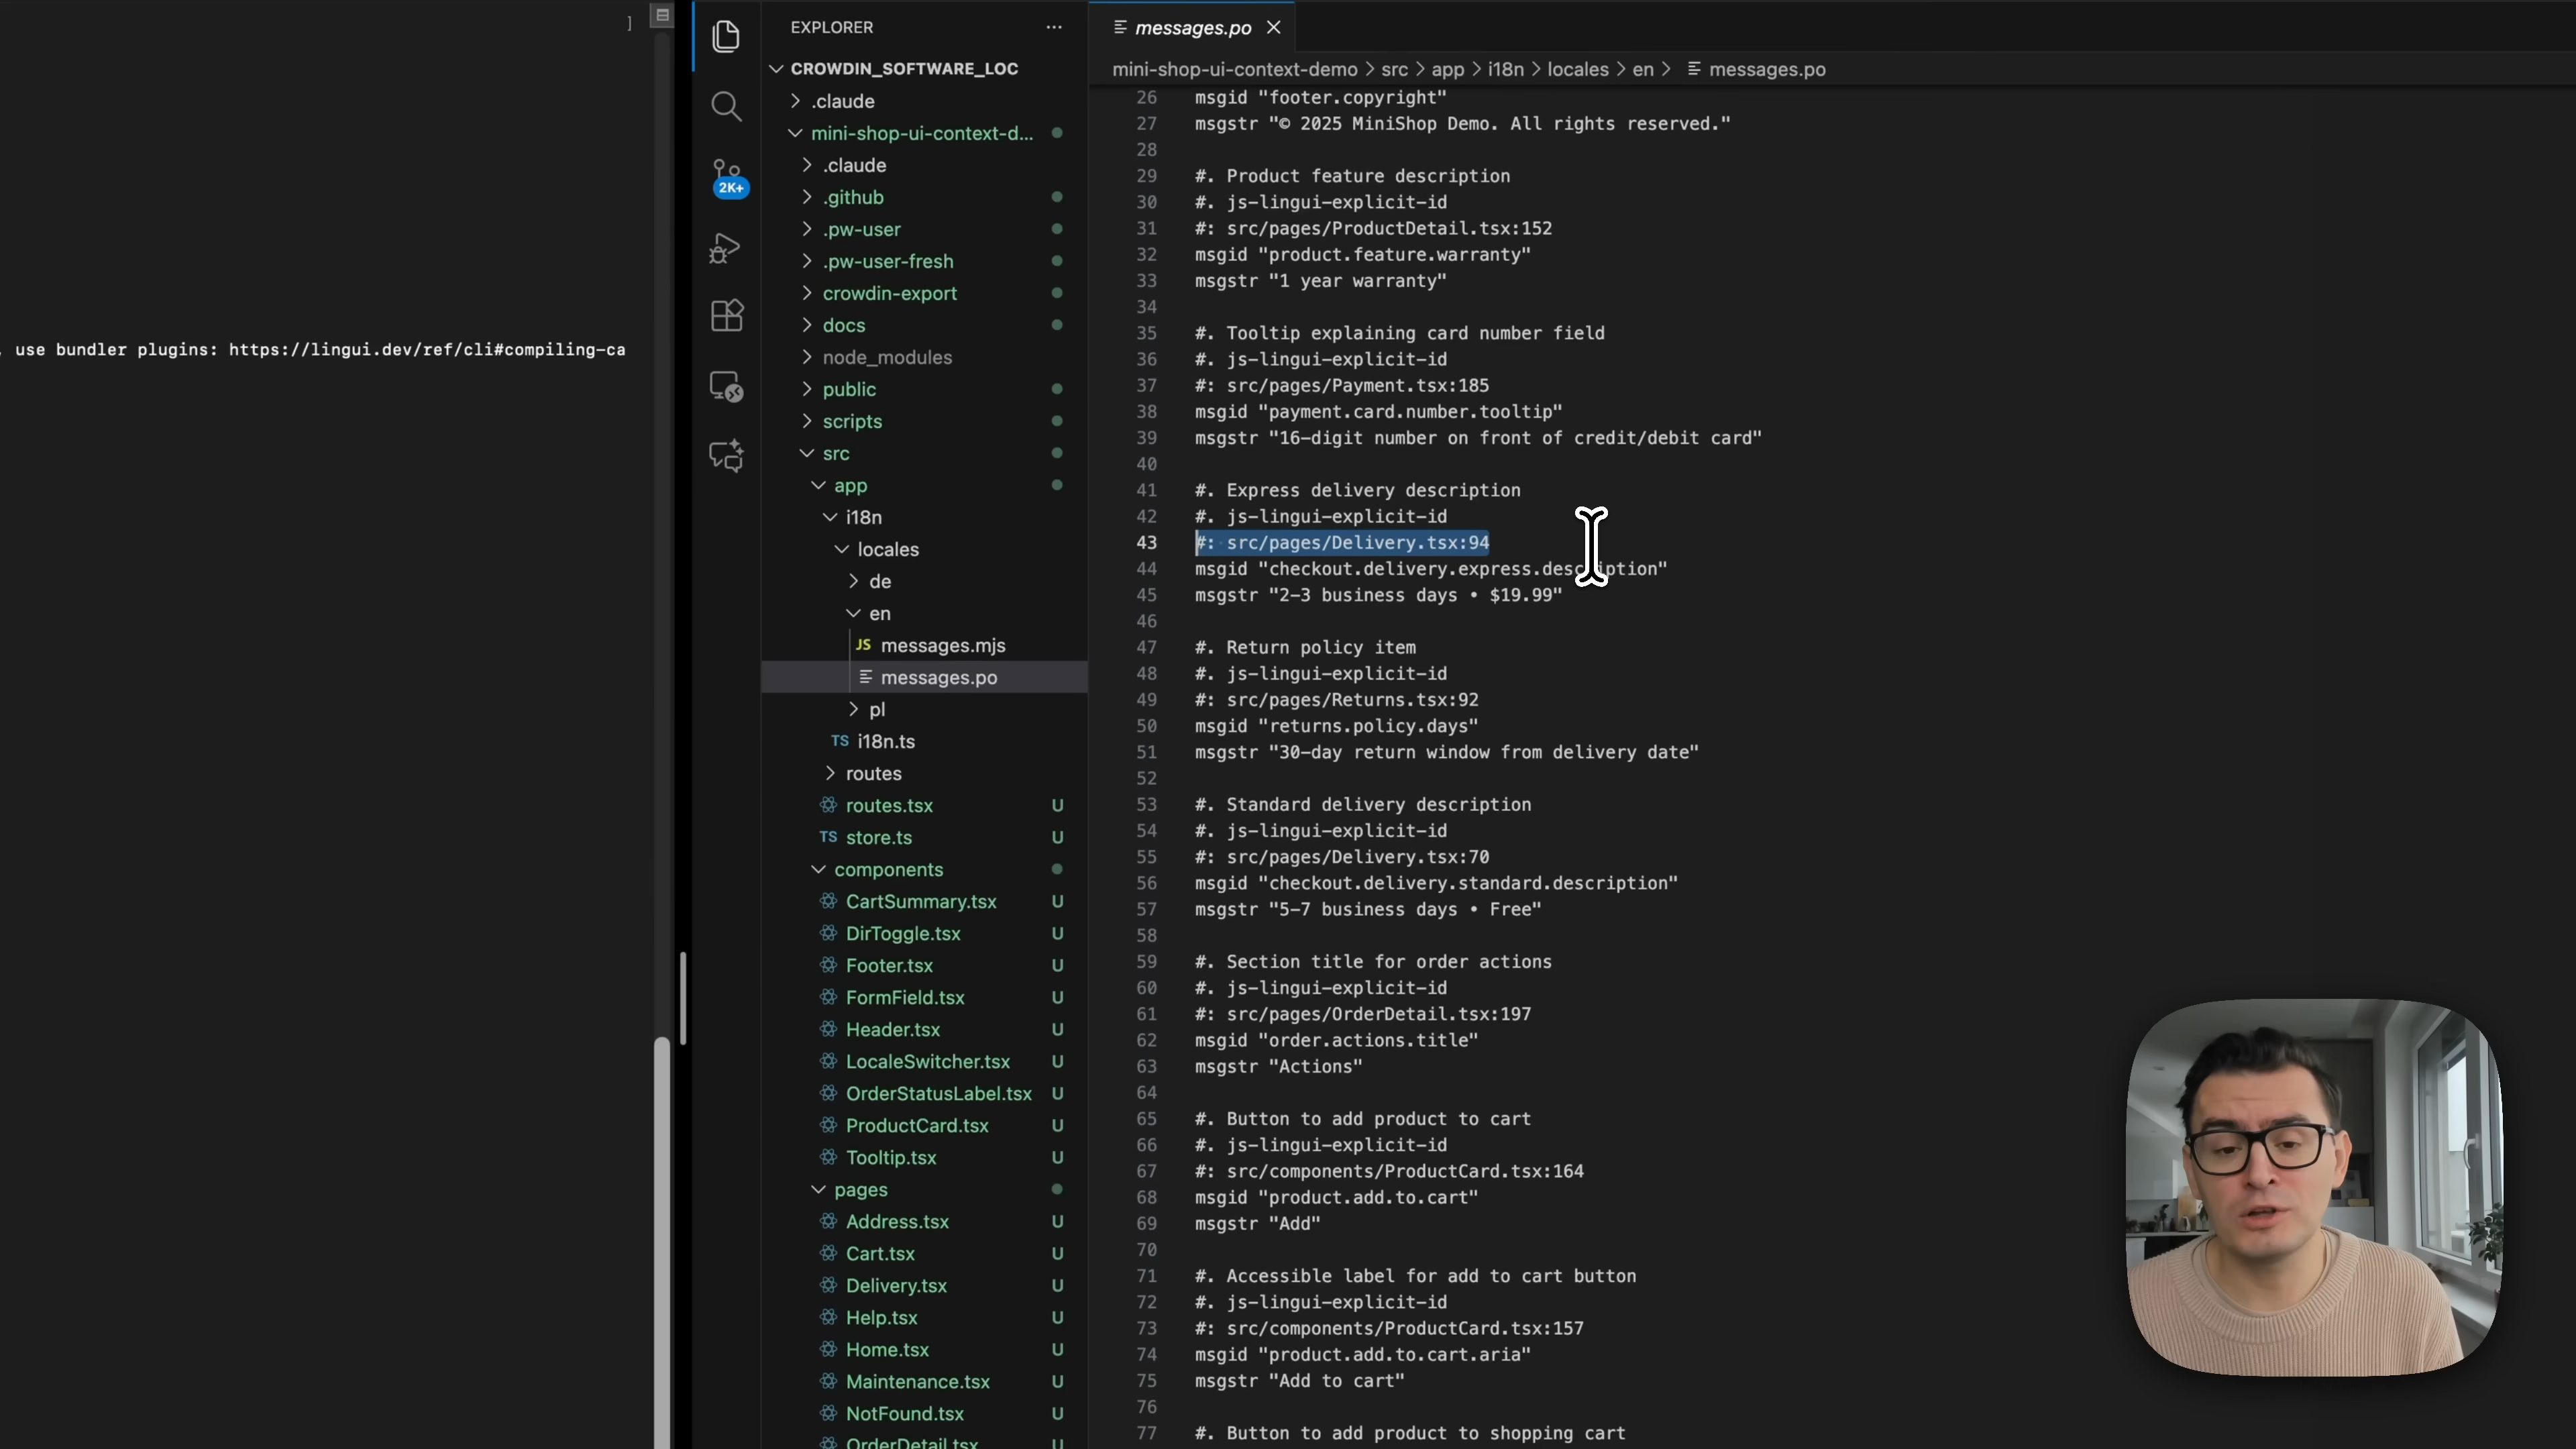 ]
, use bundler plugins: https://lingui.dev/ref/cli#compiling-ca
2K+
EXPLORER
CROWDIN_SOFTWARE_LOC
.claude
mini-shop-ui-context-d...
.claude
.github
.pw-user
.pw-user-fresh
crowdin-export
docs
node_modules
public
scripts
src
app
i18n
locales
de
en
JS messages.mjs
messages.po
pl
TS i18n.ts
routes
routes.tsx U
TS store.ts U
components
CartSummary.tsx U
DirToggle.tsx U
Footer.tsx U
FormField.tsx U
Header.tsx U
LocaleSwitcher.tsx U
OrderStatusLabel.tsx U
ProductCard.tsx U
Tooltip.tsx U
pages
Address.tsx U
Cart.tsx U
Delivery.tsx U
Help.tsx U
Home.tsx U
Maintenance.tsx U
NotFound.tsx U
OrderDetail.tsx U
messages.po
mini-shop-ui-context-demo > src > app > i18n > locales > en > messages.po
26 msgid "footer.copyright"
27 msgstr "© 2025 MiniShop Demo. All rights reserved."
28
29 #. Product feature description
30 #. js-lingui-explicit-id
31 #: src/pages/ProductDetail.tsx:152
32 msgid "product.feature.warranty"
33 msgstr "1 year warranty"
34
35 #. Tooltip explaining card number field
36 #. js-lingui-explicit-id
37 #: src/pages/Payment.tsx:185
38 msgid "payment.card.number.tooltip"
39 msgstr "16-digit number on front of credit/debit card"
40
41 #. Express delivery description
42 #. js-lingui-explicit-id
43 #: src/pages/Delivery.tsx:94
44 msgid "checkout.delivery.express.description"
45 msgstr "2–3 business days • $19.99"
46
47 #. Return policy item
48 #. js-lingui-explicit-id
49 #: src/pages/Returns.tsx:92
50 msgid "returns.policy.days"
51 msgstr "30-day return window from delivery date"
52
53 #. Standard delivery description
54 #. js-lingui-explicit-id
55 #: src/pages/Delivery.tsx:70
56 msgid "checkout.delivery.standard.description"
57 msgstr "5–7 business days • Free"
58
59 #. Section title for order actions
60 #. js-lingui-explicit-id
61 #: src/pages/OrderDetail.tsx:197
62 msgid "order.actions.title"
63 msgstr "Actions"
64
65 #. Button to add product to cart
66 #. js-lingui-explicit-id
67 #: src/components/ProductCard.tsx:164
68 msgid "product.add.to.cart"
69 msgstr "Add"
70
71 #. Accessible label for add to cart button
72 #. js-lingui-explicit-id
73 #: src/components/ProductCard.tsx:157
74 msgid "product.add.to.cart.aria"
75 msgstr "Add to cart"
76
77 #. Button to add product to shopping cart